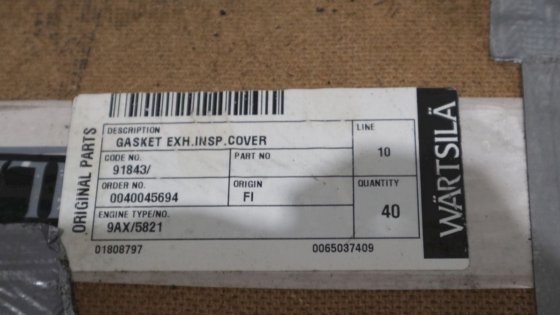 ORIGINAL PARTS
DESCRIPTION
GASKET EXH.INSP.COVER
LINE
10
CODE NO.
91843/
PART NO
ORDER NO.
0040045694
ORIGIN
FI
QUANTITY
40
ENGINE TYPE/NO.
9AX/5821
01808797
0065037409
WÄRTSILÄ